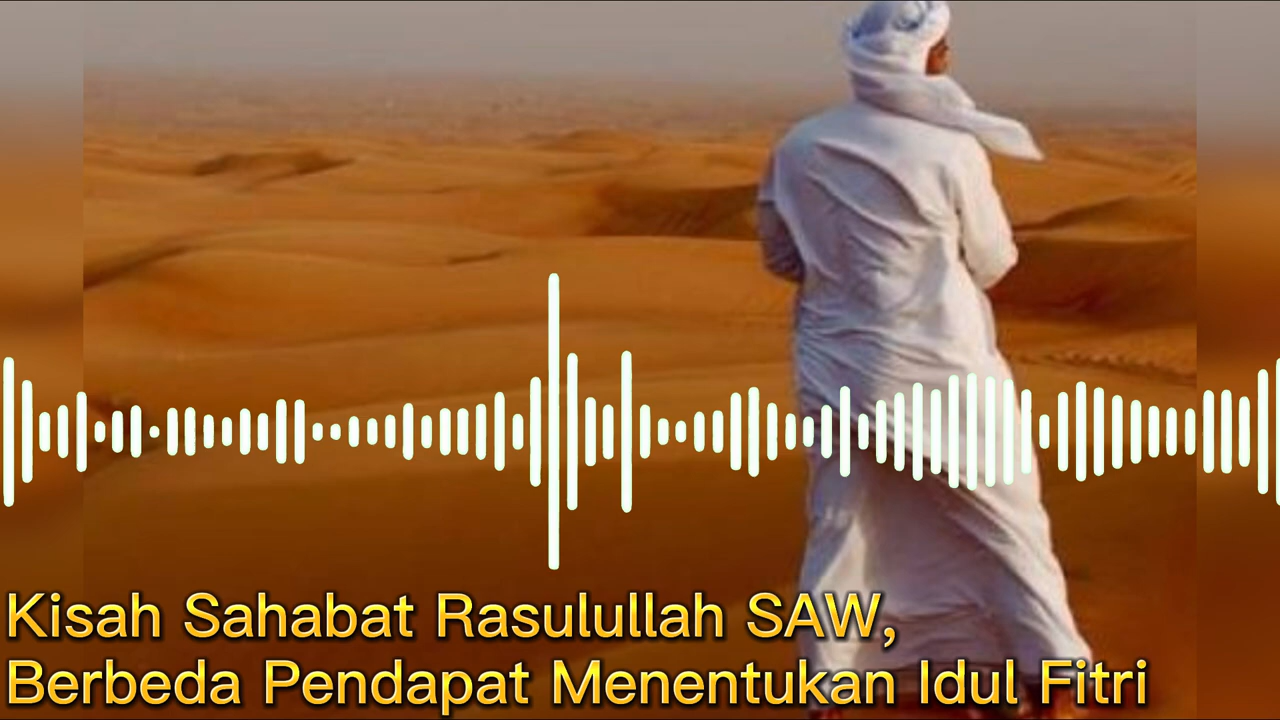 Kisah Sahabat Rasulullah SAW,
Berbeda Pendapat Menentukan Idul Fitri